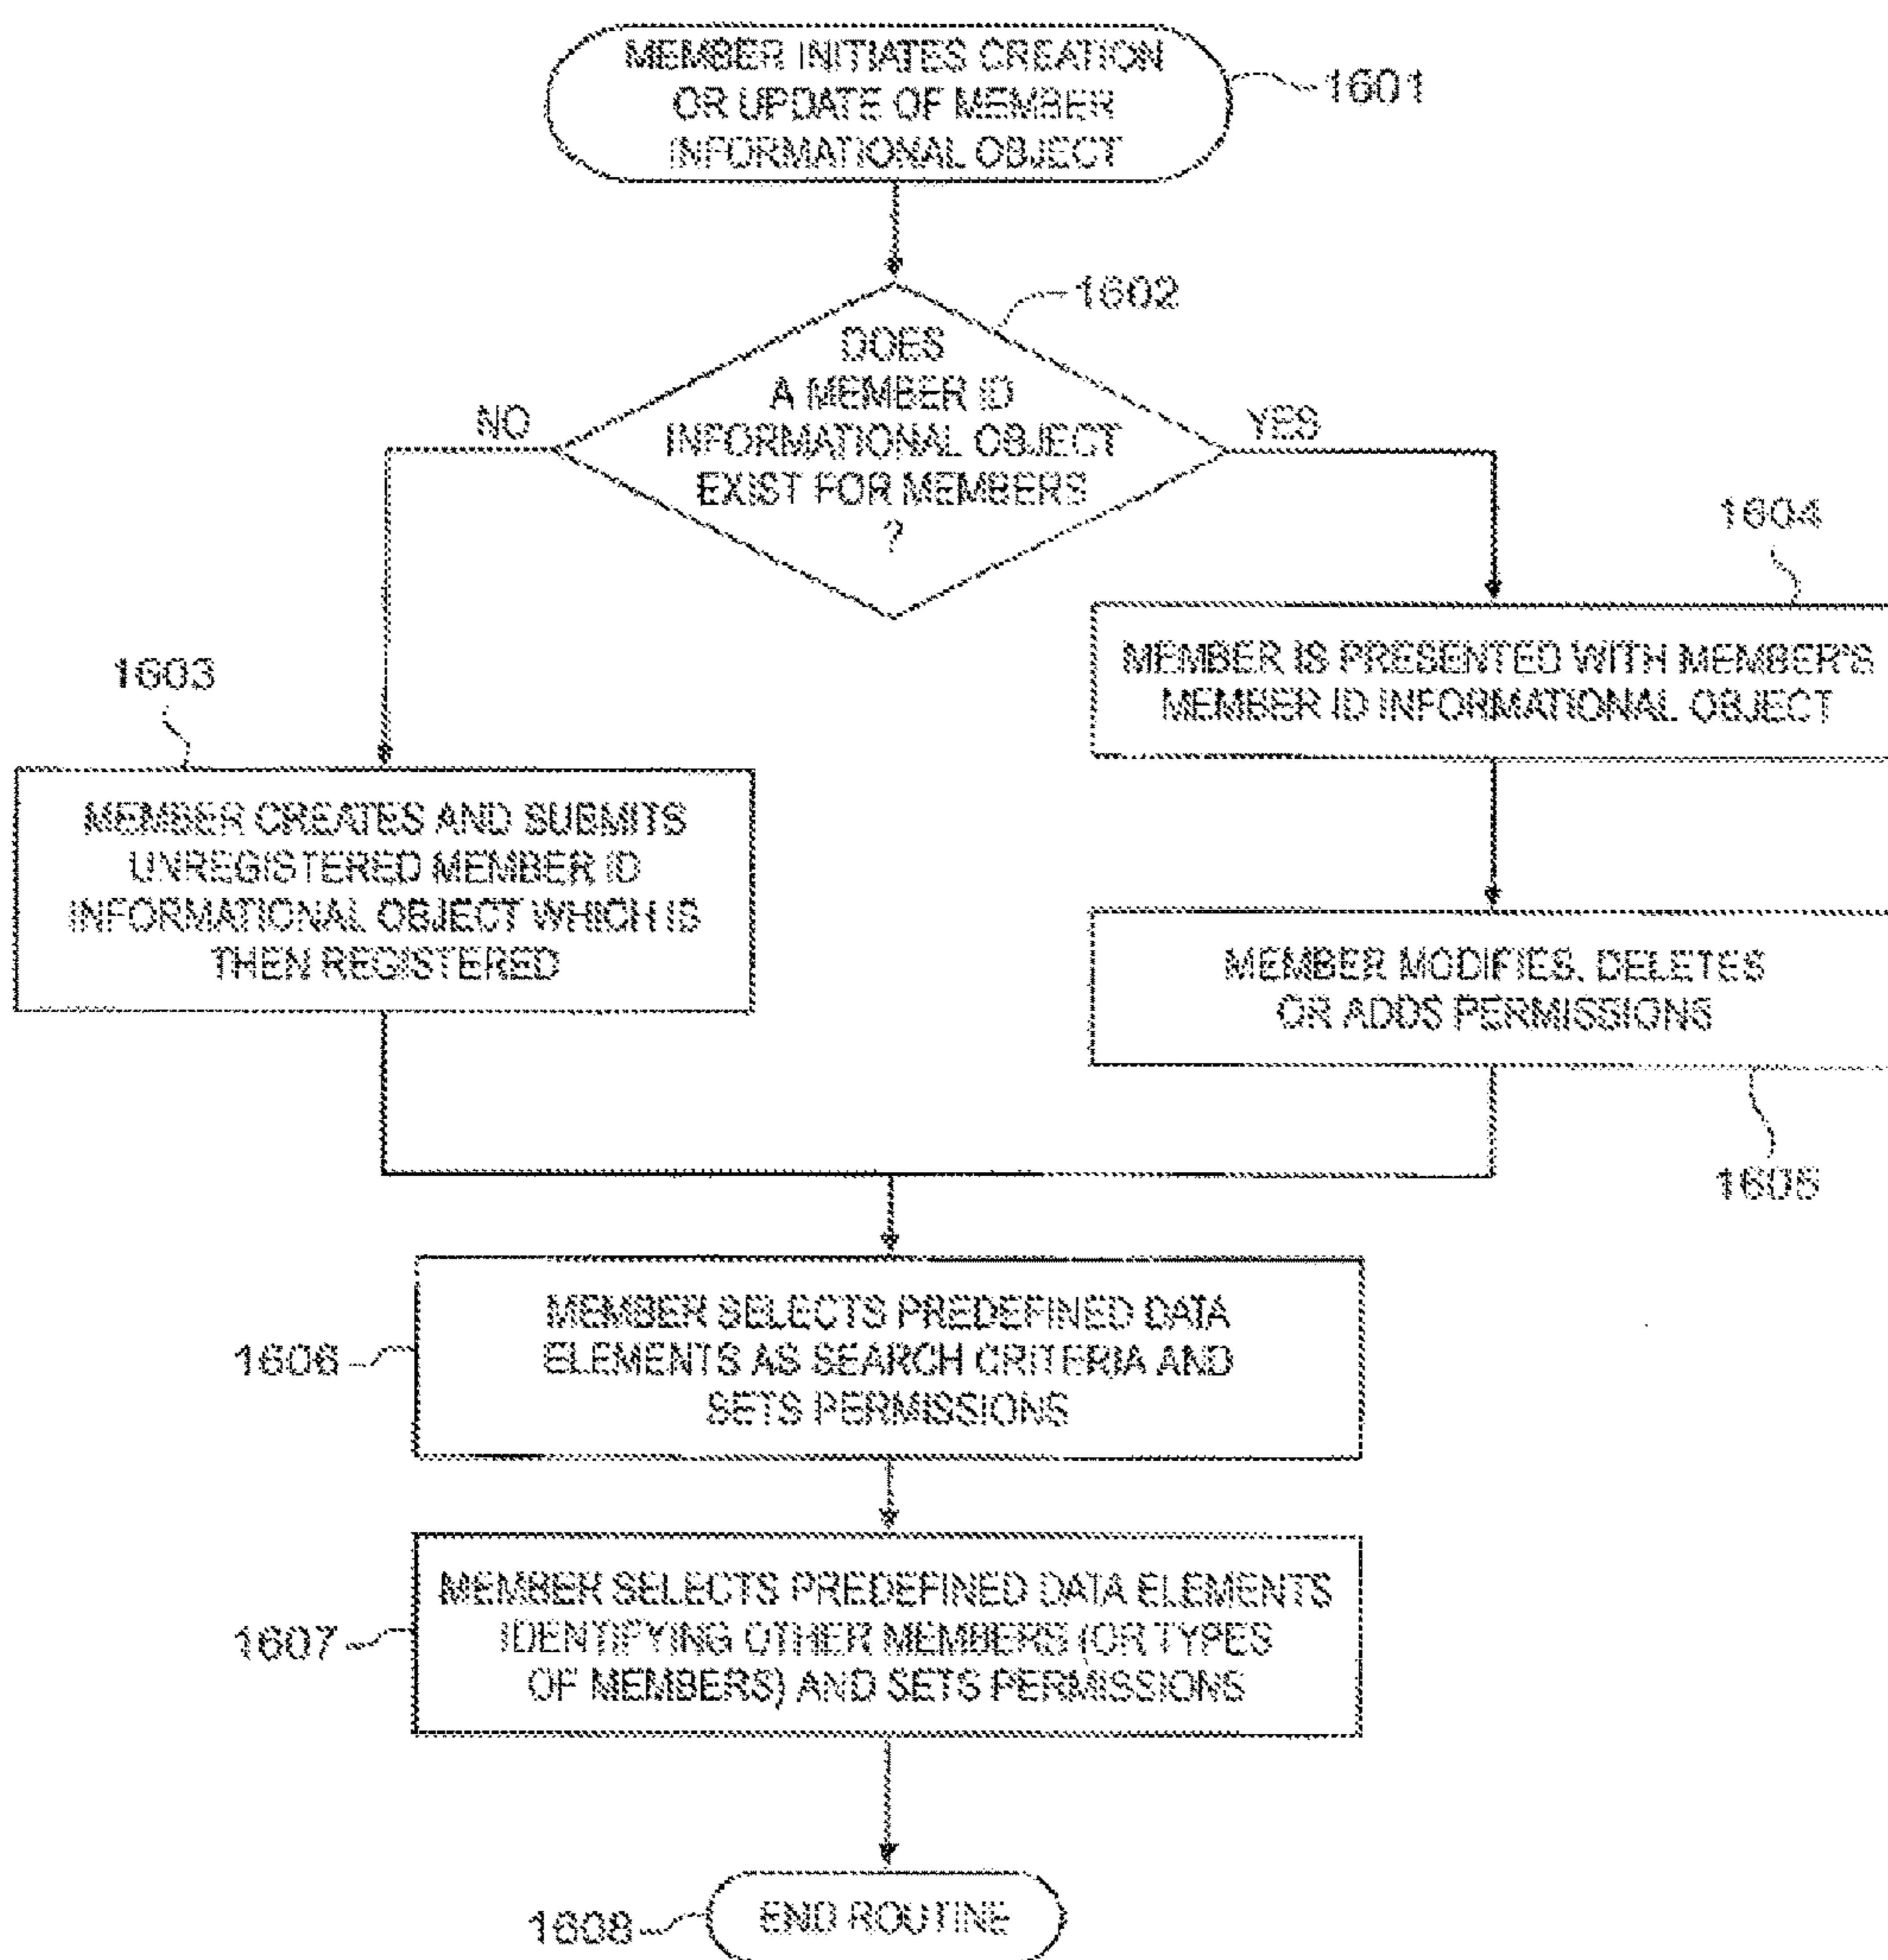 MEMBER INITIATES CREATION
OR UPDATE OF MEMBER
INFORMATIONAL OBJECT
1601
1602
DOES
A MEMBER ID
INFORMATIONAL OBJECT
EXIST FOR MEMBERS
?
NO
YES
1604
MEMBER IS PRESENTED WITH MEMBER'S
MEMBER ID INFORMATIONAL OBJECT
1603
MEMBER CREATES AND SUBMITS
UNREGISTERED MEMBER ID
INFORMATIONAL OBJECT WHICH IS
THEN REGISTERED
MEMBER MODIFIES, DELETES
OR ADDS PERMISSIONS
1605
1606
MEMBER SELECTS PREDEFINED DATA
ELEMENTS AS SEARCH CRITERIA AND
SETS PERMISSIONS
1607
MEMBER SELECTS PREDEFINED DATA ELEMENTS
IDENTIFYING OTHER MEMBERS (OR TYPES
OF MEMBERS) AND SETS PERMISSIONS
1608
END ROUTINE